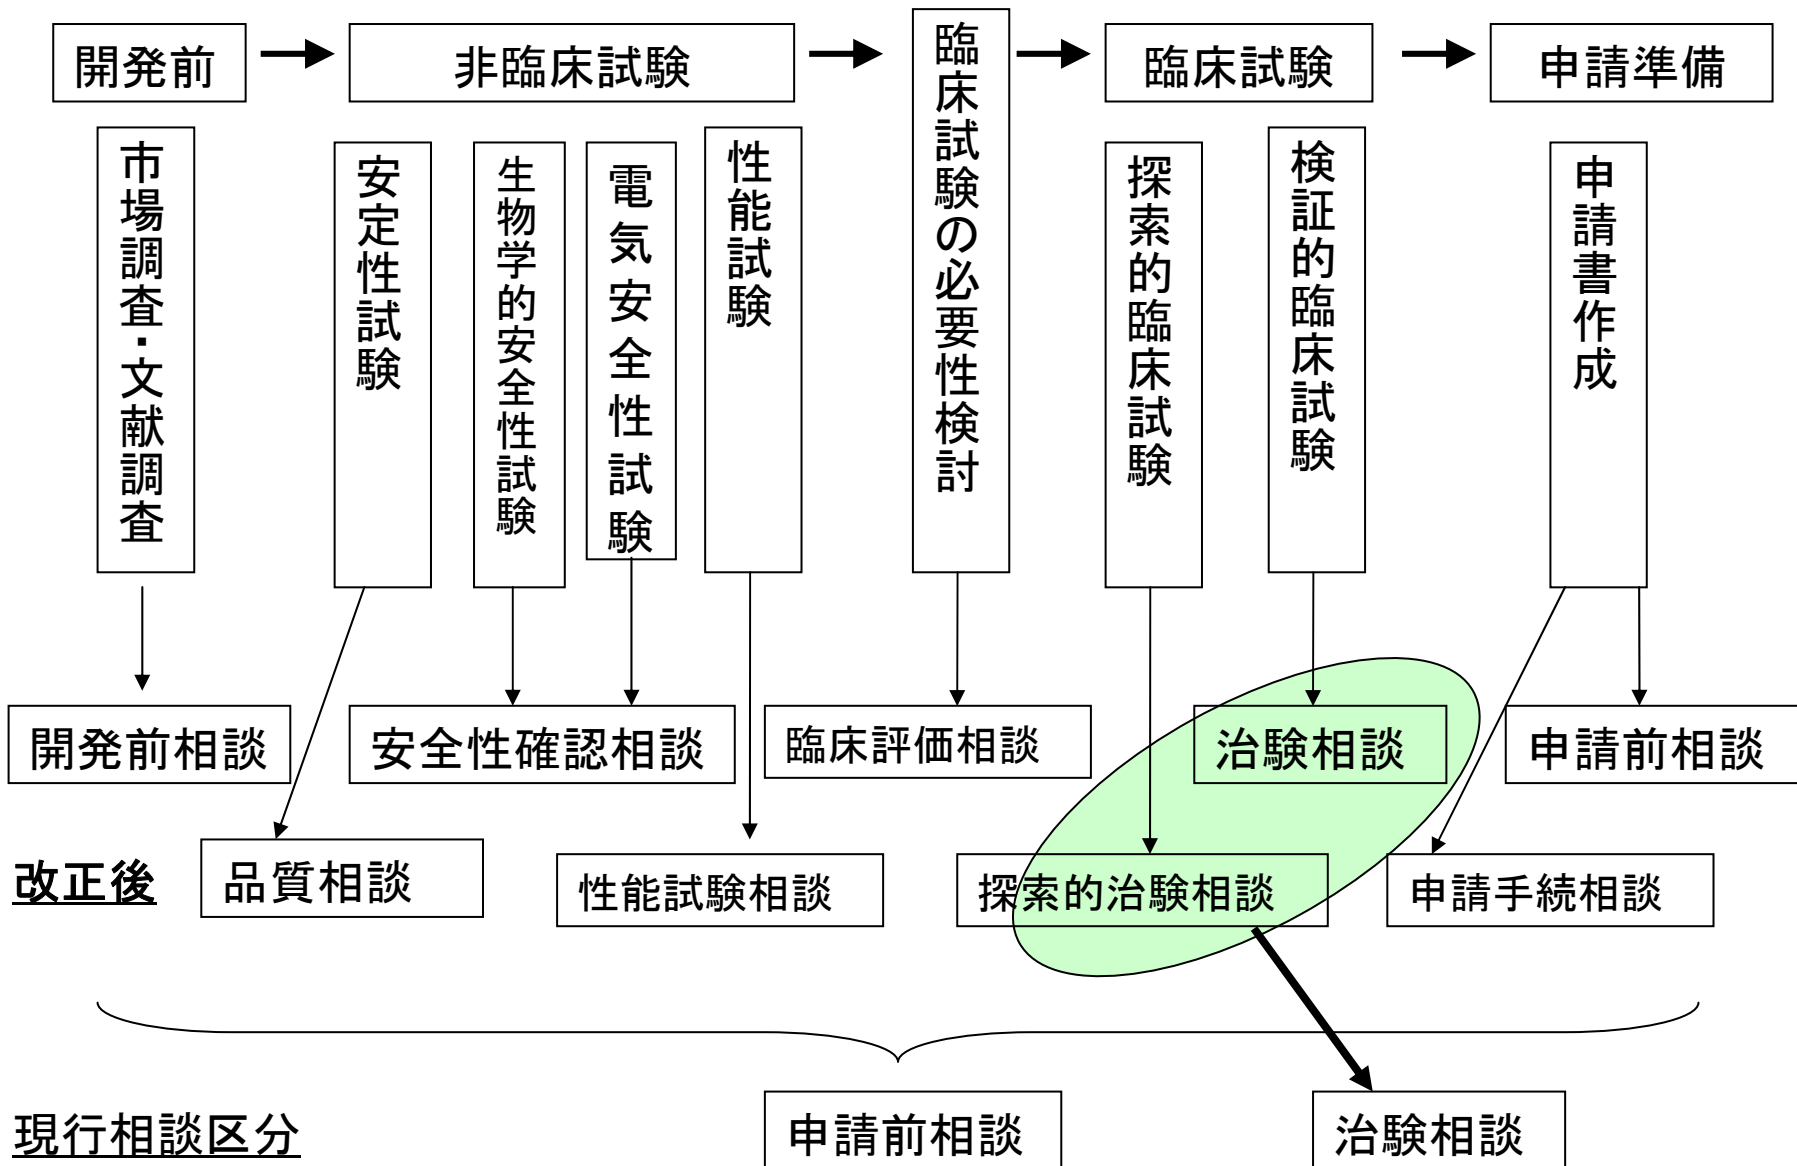 開発前
非臨床試験
臨床試験の必要性検討
臨床試験
申請準備
市場調査・文献調査
安定性試験
生物学的安全性試験
電気安全性試験
性能試験
探索的臨床試験
検証的臨床試験
申請書作成
開発前相談
安全性確認相談
臨床評価相談
治験相談
申請前相談
改正後
品質相談
性能試験相談
探索的治験相談
申請手続相談
現行相談区分
申請前相談
治験相談